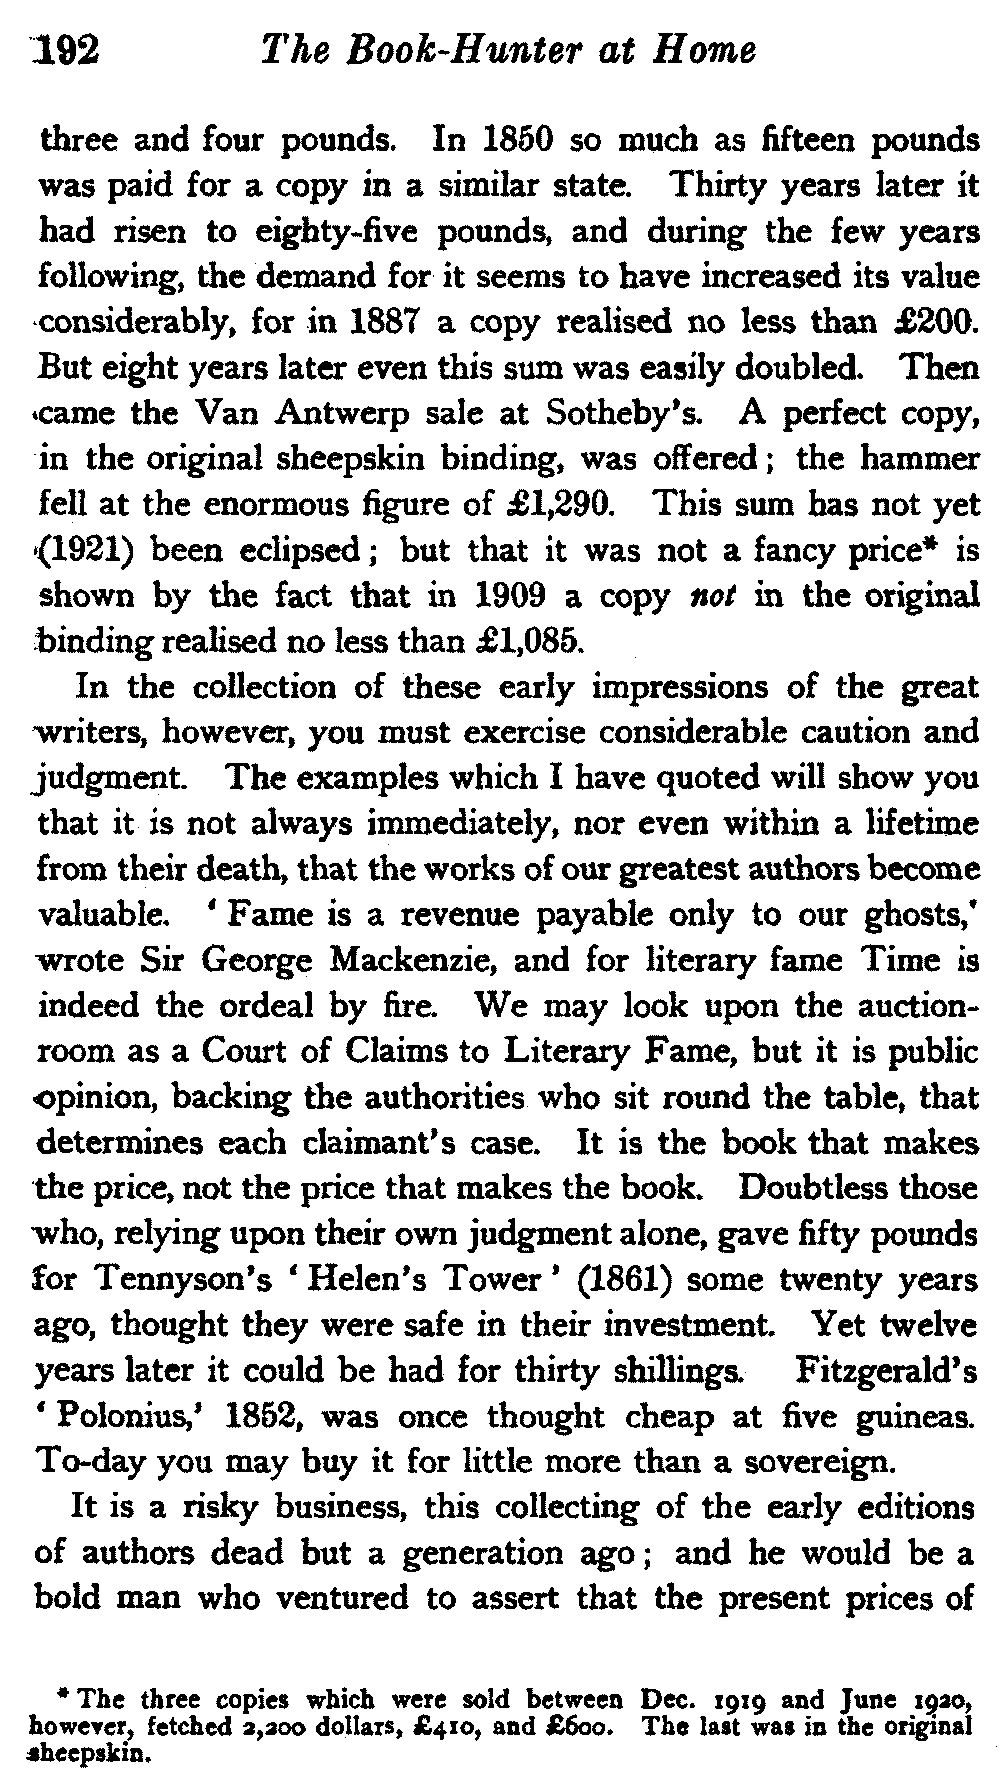 192 The Book-Hunter at Home
three and four pounds. In 1850 so much as fifteen pounds
was paid for a copy in a similar state. Thirty years later it
had risen to eighty-five pounds, and during the few years
following, the demand for it seems to have increased its value
considerably, for in 1887 a copy realised no less than £200.
But eight years later even this sum was easily doubled. Then
came the Van Antwerp sale at Sotheby's. A perfect copy,
in the original sheepskin binding, was offered; the hammer
fell at the enormous figure of £1,290. This sum has not yet
(1921) been eclipsed; but that it was not a fancy price* is
shown by the fact that in 1909 a copy not in the original
binding realised no less than £1,085.
In the collection of these early impressions of the great
writers, however, you must exercise considerable caution and
judgment. The examples which I have quoted will show you
that it is not always immediately, nor even within a lifetime
from their death, that the works of our greatest authors become
valuable. 'Fame is a revenue payable only to our ghosts,'
wrote Sir George Mackenzie, and for literary fame Time is
indeed the ordeal by fire. We may look upon the auction-
room as a Court of Claims to Literary Fame, but it is public
opinion, backing the authorities who sit round the table, that
determines each claimant's case. It is the book that makes
the price, not the price that makes the book. Doubtless those
who, relying upon their own judgment alone, gave fifty pounds
for Tennyson's 'Helen's Tower' (1861) some twenty years
ago, thought they were safe in their investment. Yet twelve
years later it could be had for thirty shillings. Fitzgerald's
'Polonius,' 1852, was once thought cheap at five guineas.
To-day you may buy it for little more than a sovereign.
It is a risky business, this collecting of the early editions
of authors dead but a generation ago; and he would be a
bold man who ventured to assert that the present prices of
* The three copies which were sold between Dec. 1919 and June 1920,
however, fetched 2,200 dollars, £410, and £600. The last was in the original
sheepskin.